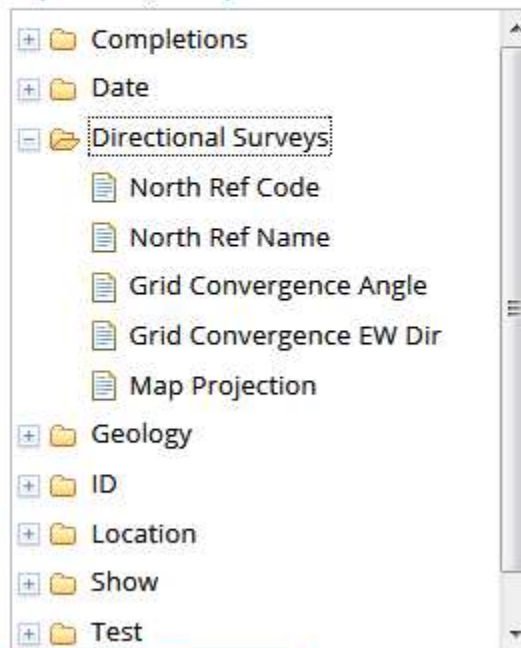 Completions
Date
Directional Surveys
North Ref Code
North Ref Name
Grid Convergence Angle
Grid Convergence EW Dir
Map Projection
Geology
ID
Location
Show
Test